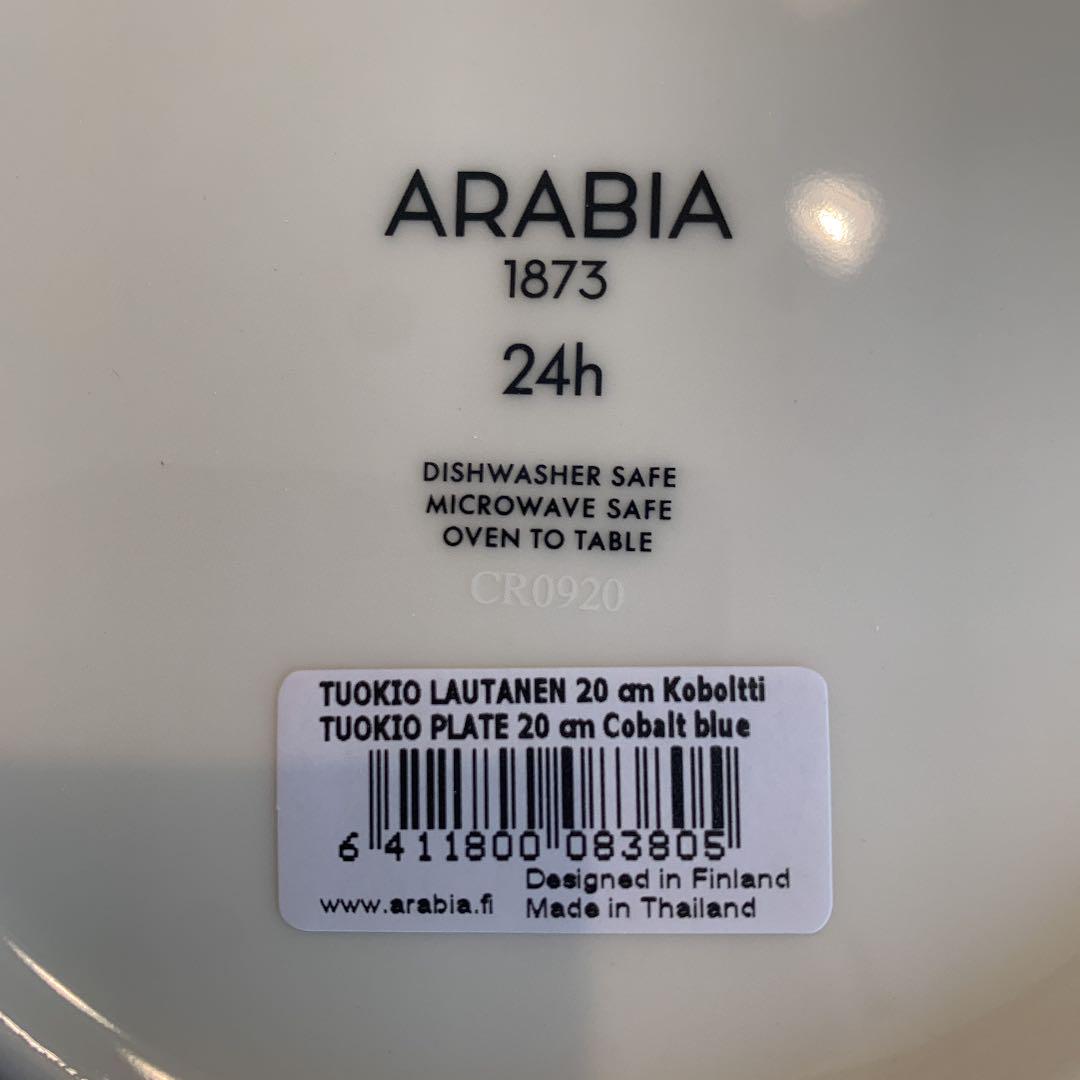 ARABIA
1873
24h
DISHWASHER SAFE
MICROWAVE SAFE
OVEN TO TABLE
CR0920
TUOKIO LAUTANEN 20 cm Koboltti
TUOKIO PLATE 20 cm Cobalt blue
6 411800 083805
Designed in Finland
www.arabia.fi Made in Thailand